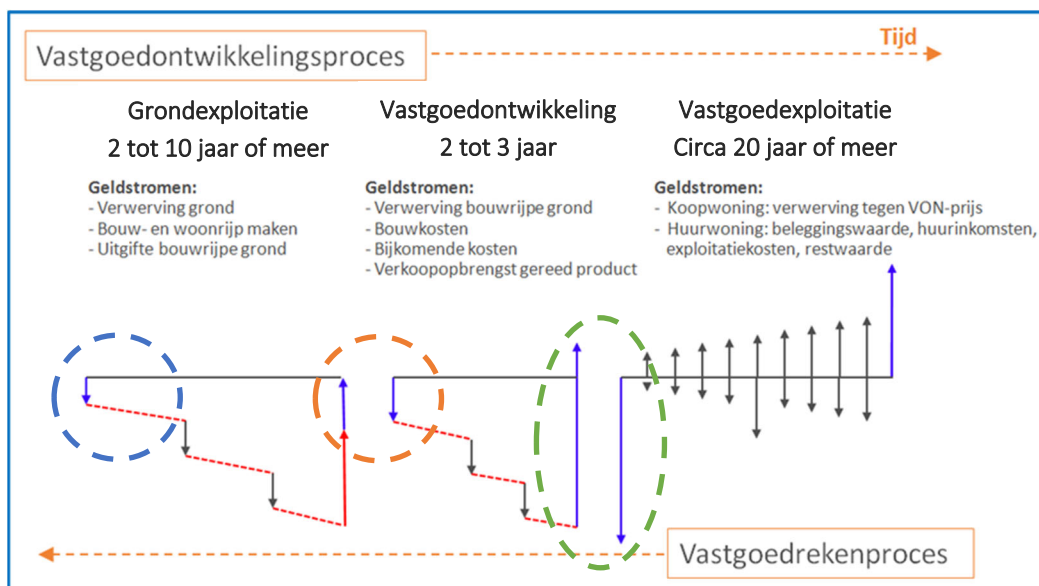 Vastgoedontwikkelingsproces
Tijd
Grondexploitatie
2 tot 10 jaar of meer
Geldstromen:
- Verwerving grond
- Bouw- en woonrijp maken
- Uitgifte bouwrijpe grond
Vastgoedontwikkeling
2 tot 3 jaar
Geldstromen:
- Verwerving bouwrijpe grond
- Bouwkosten
- Bijkomende kosten
- Verkoopopbrengst gereed product
Vastgoedexploitatie
Circa 20 jaar of meer
Geldstromen:
- Koopwoning: verwerving tegen VON-prijs
- Huurwoning: beleggingswaarde, huurinkomsten,
exploitatiekosten, restwaarde
Vastgoedrekenproces